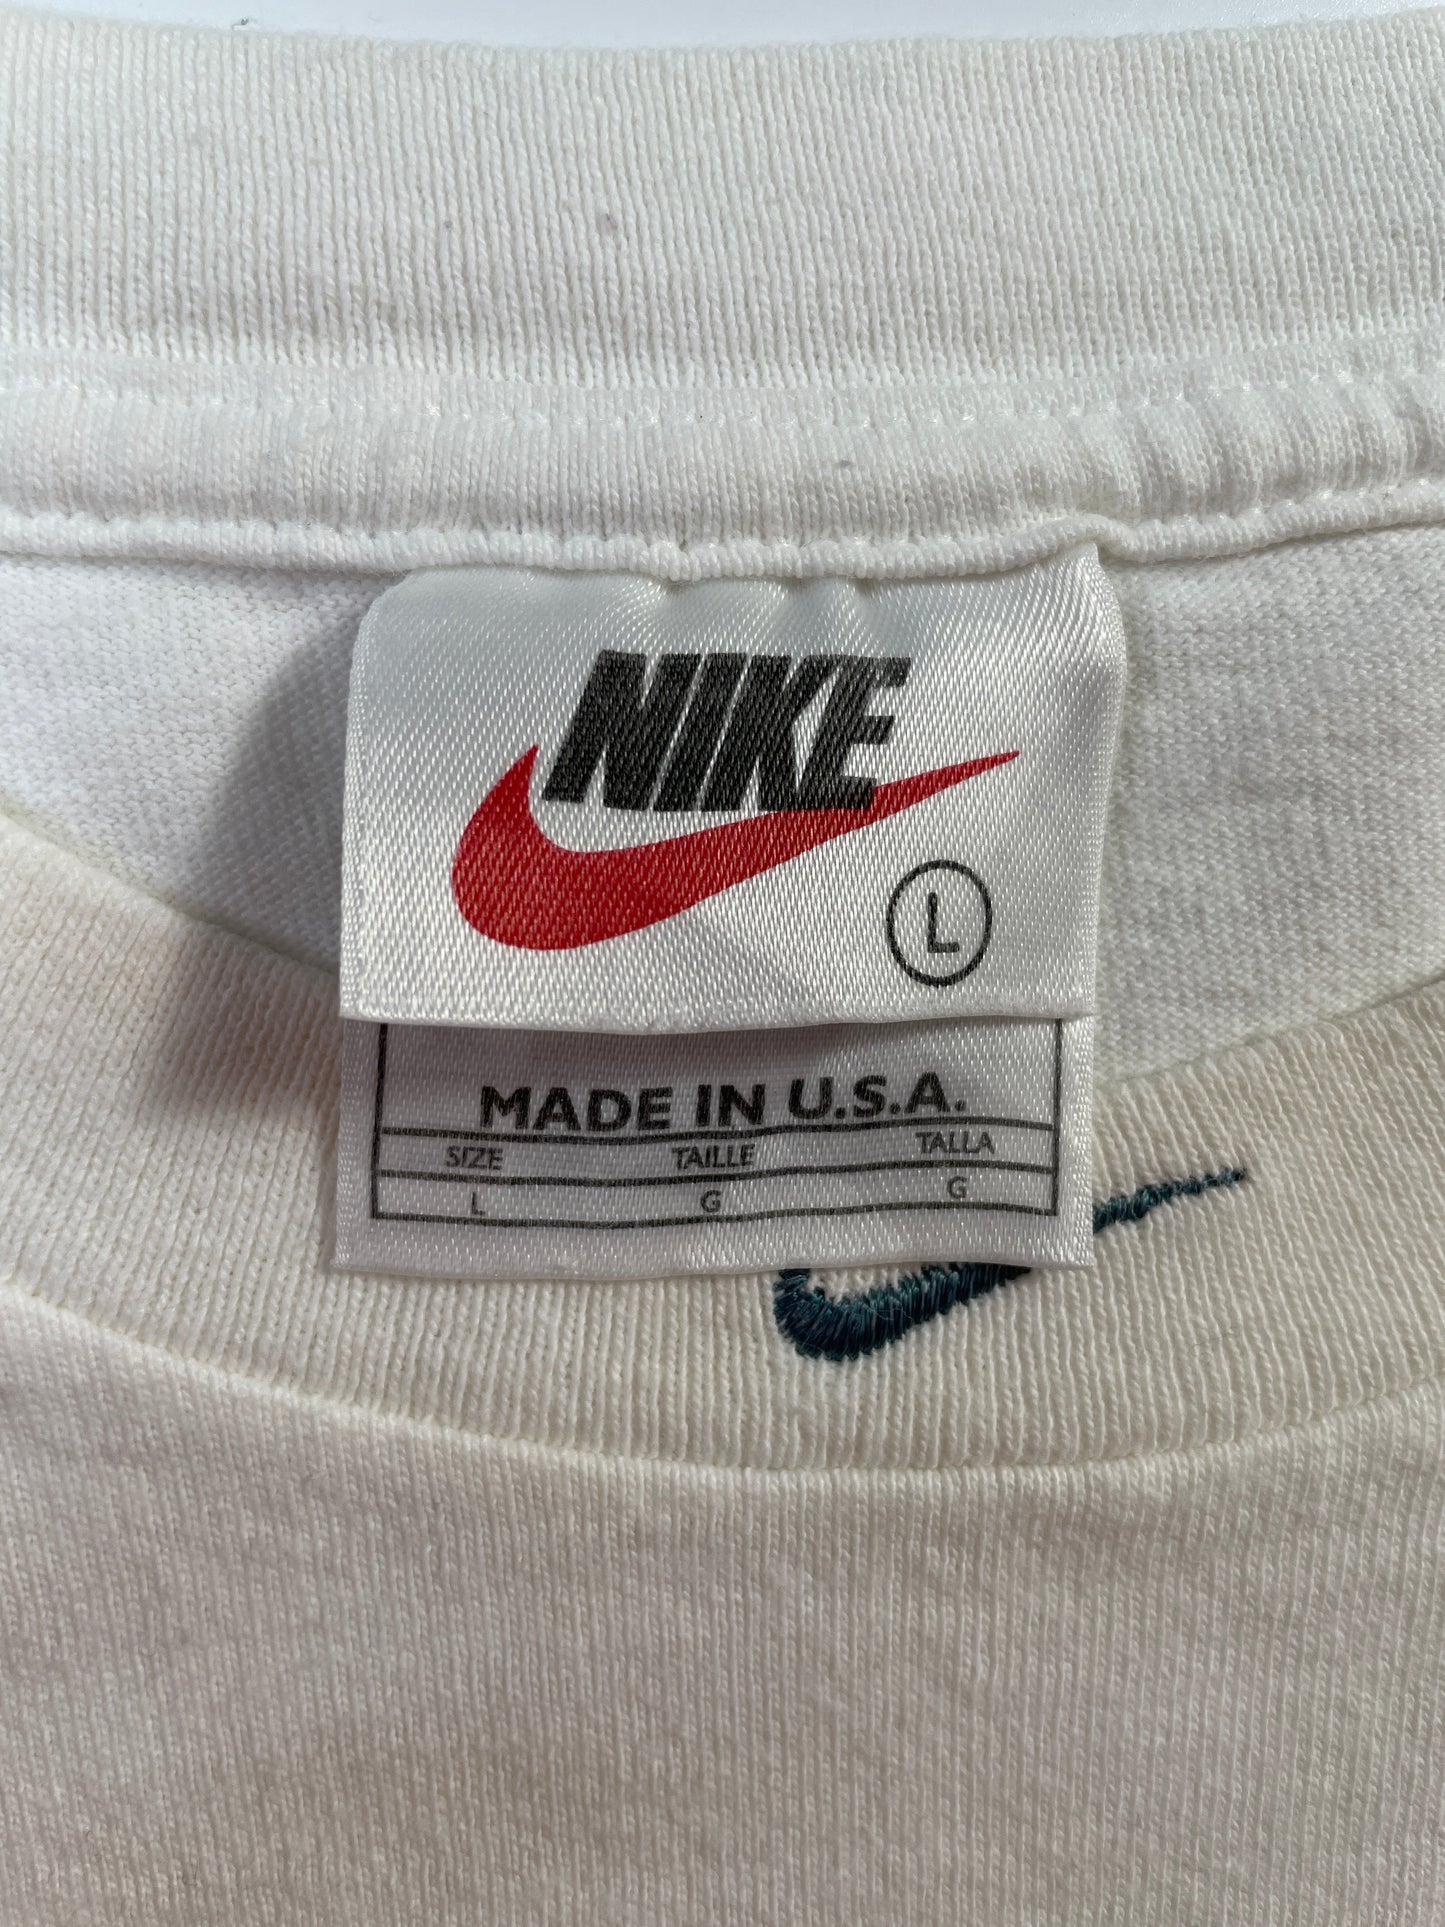 NIKE
L
MADE IN U.S.A.
SIZE TAILLE TALLA
L G G